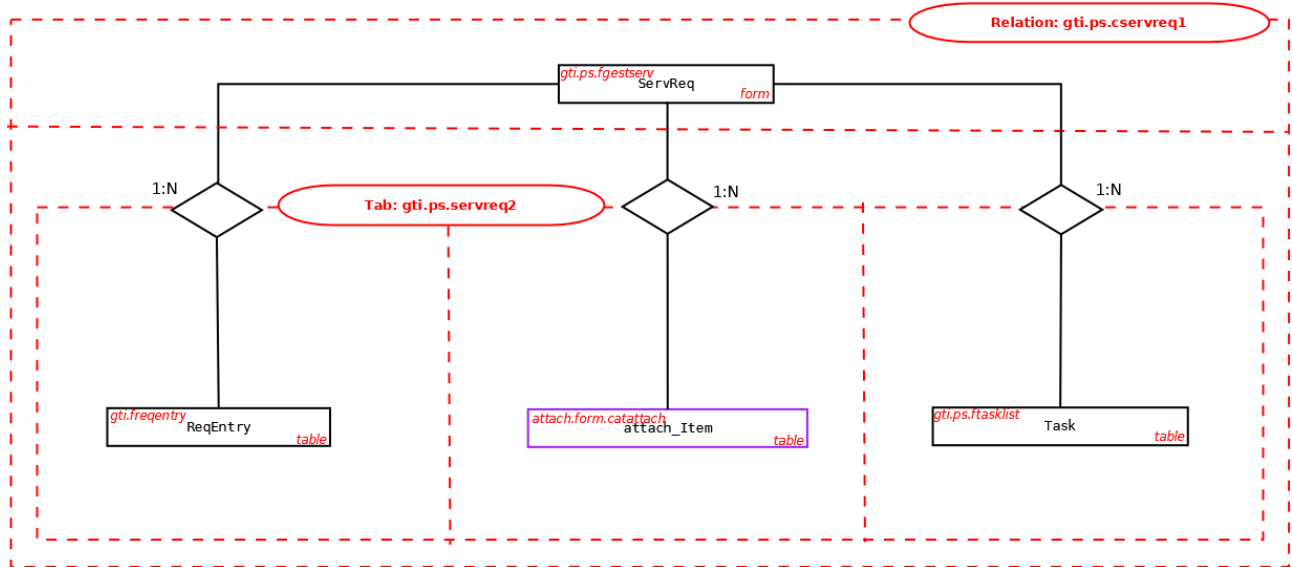 Relation: gti.ps.cservreq1
gti.ps.fgestserv
ServReq
form
1:N
Tab: gti.ps.servreq2
1:N
1:N
gti.freqentry
ReqEntry
table
attach.form.catattach
attach_Item
table
gti.ps.ftasklist
Task
table